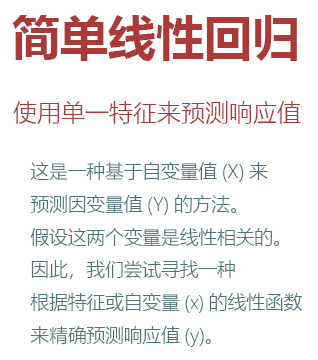 简单线性回归
使用单一特征来预测响应值
这是一种基于自变量值 (X) 来
预测因变量值 (Y) 的方法。
假设这两个变量是线性相关的。
因此，我们尝试寻找一种
根据特征或自变量 (x) 的线性函数
来精确预测响应值 (y)。